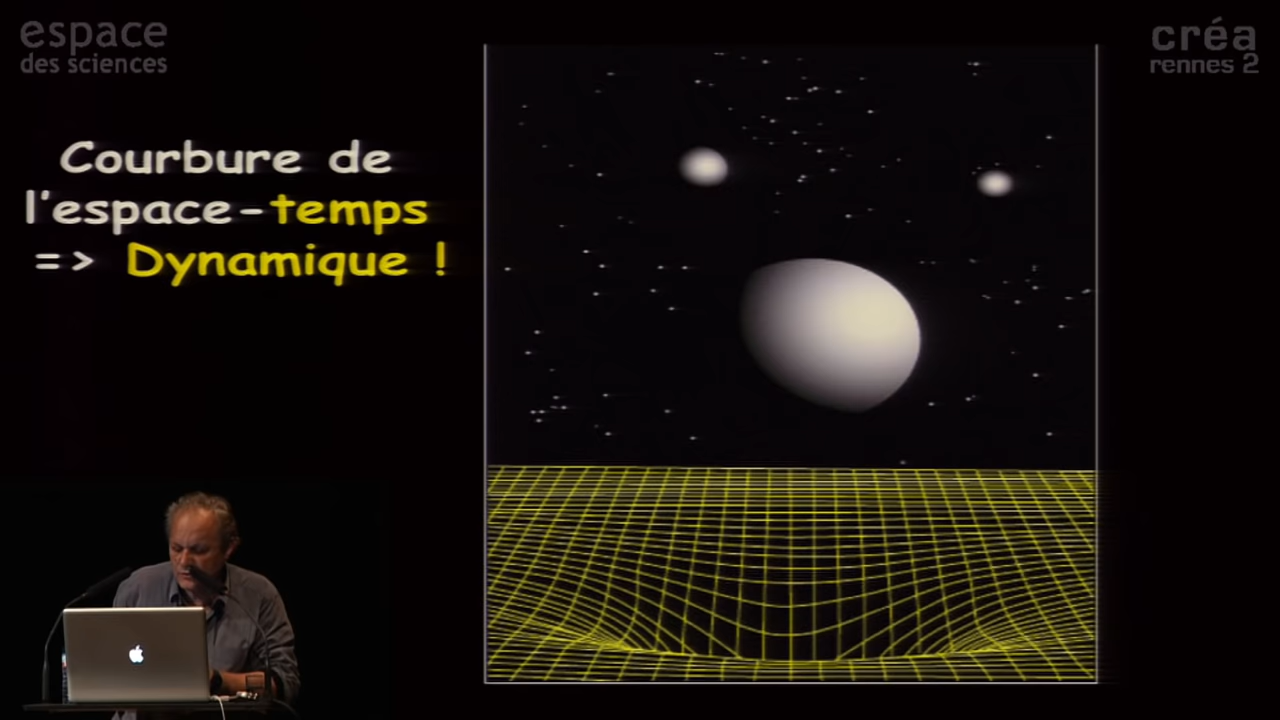 espace
des sciences
créa
rennes 2
Courbure de
l'espace-temps
=> Dynamique !